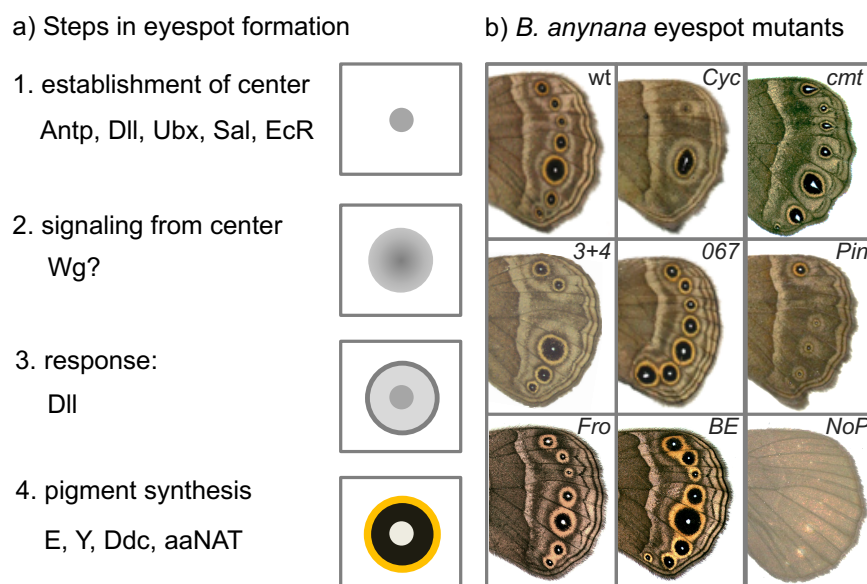 a) Steps in eyespot formation
1. establishment of center
Antp, Dll, Ubx, Sal, EcR
2. signaling from center
Wg?
3. response:
Dll
4. pigment synthesis
E, Y, Ddc, aaNAT
b) B. anynana eyespot mutants
wt
Cyc
cmt
3+4
067
Pin
Fro
BE
NoP